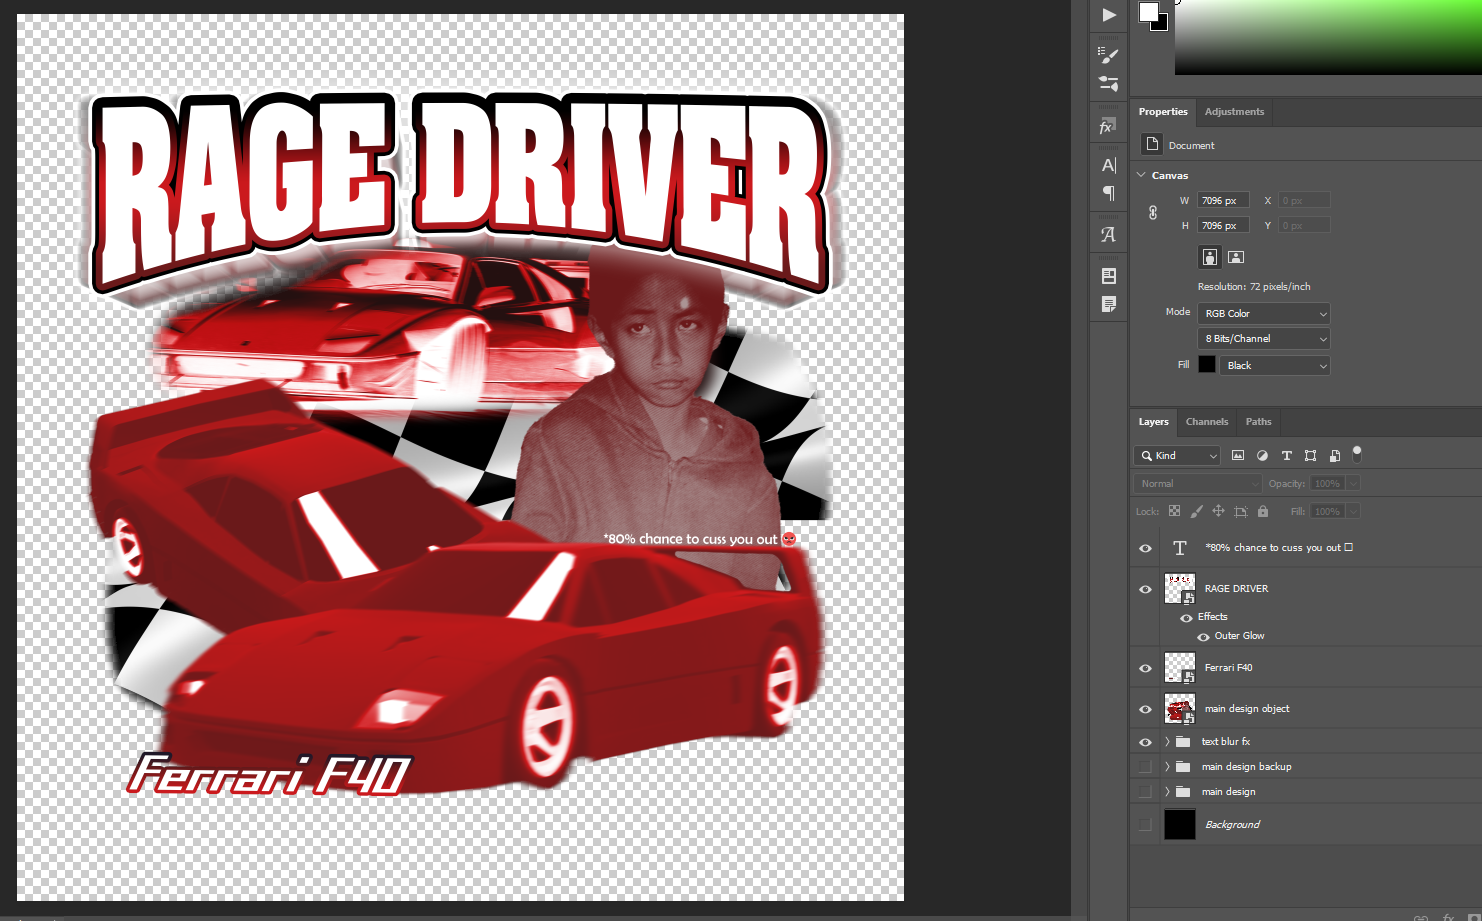 RAGE DRIVER
*80% chance to cuss you out 😡
Ferrari F40
fx
A
¶
A
Properties
Adjustments
Document
Canvas
W 7096 px X 0 px
H 7096 px Y 0 px
Resolution: 72 pixels/inch
Mode RGB Color
8 Bits/Channel
Fill Black
Layers
Channels
Paths
Kind
T
Normal
Opacity: 100%
Lock:
Fill: 100%
T *80% chance to cuss you out ☐
RAGE DRIVER
Effects
Outer Glow
Ferrari F40
main design object
text blur fx
main design backup
main design
Background